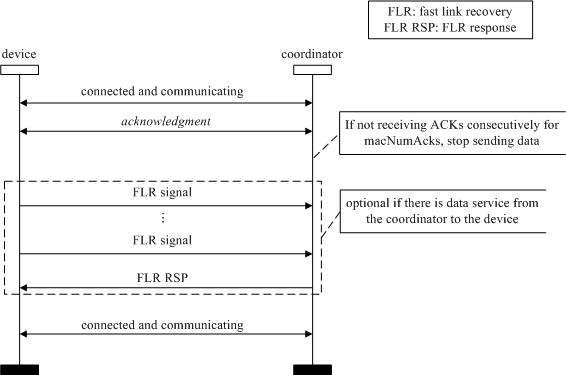 FLR: fast link recovery
FLR RSP: FLR response
device
coordinator
connected and communicating
acknowledgment
If not receiving ACKs consecutively for
macNumAcks, stop sending data
FLR signal
⋮
FLR signal
optional if there is data service from
the coordinator to the device
FLR RSP
connected and communicating